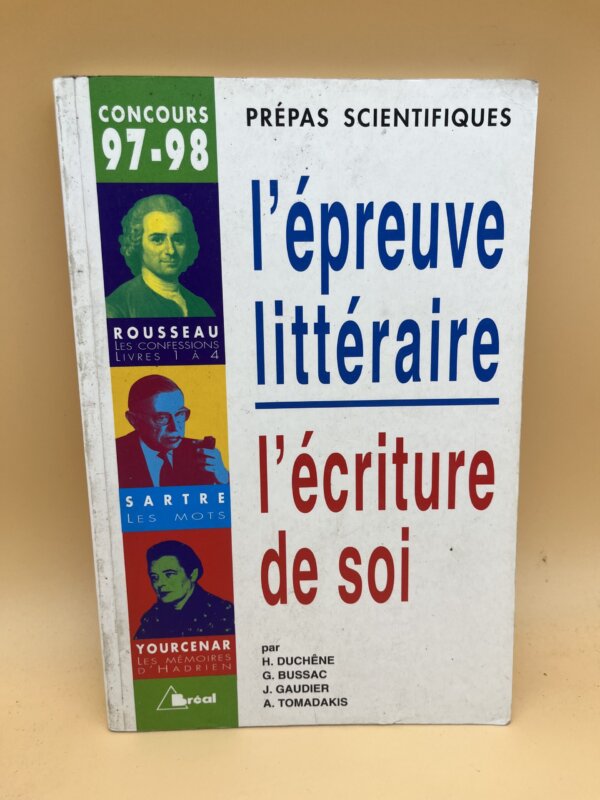 CONCOURS
97-98
PRÉPAS SCIENTIFIQUES
l'épreuve
littéraire
l'écriture
de soi
ROUSSEAU
LES CONFESSIONS
LIVRES 1 À 4
SARTRE
LES MOTS
YOURCENAR
LES MÉMOIRES
D'HADRIEN
Bréal
par
H. DUCHÊNE
G. BUSSAC
J. GAUDIER
A. TOMADAKIS